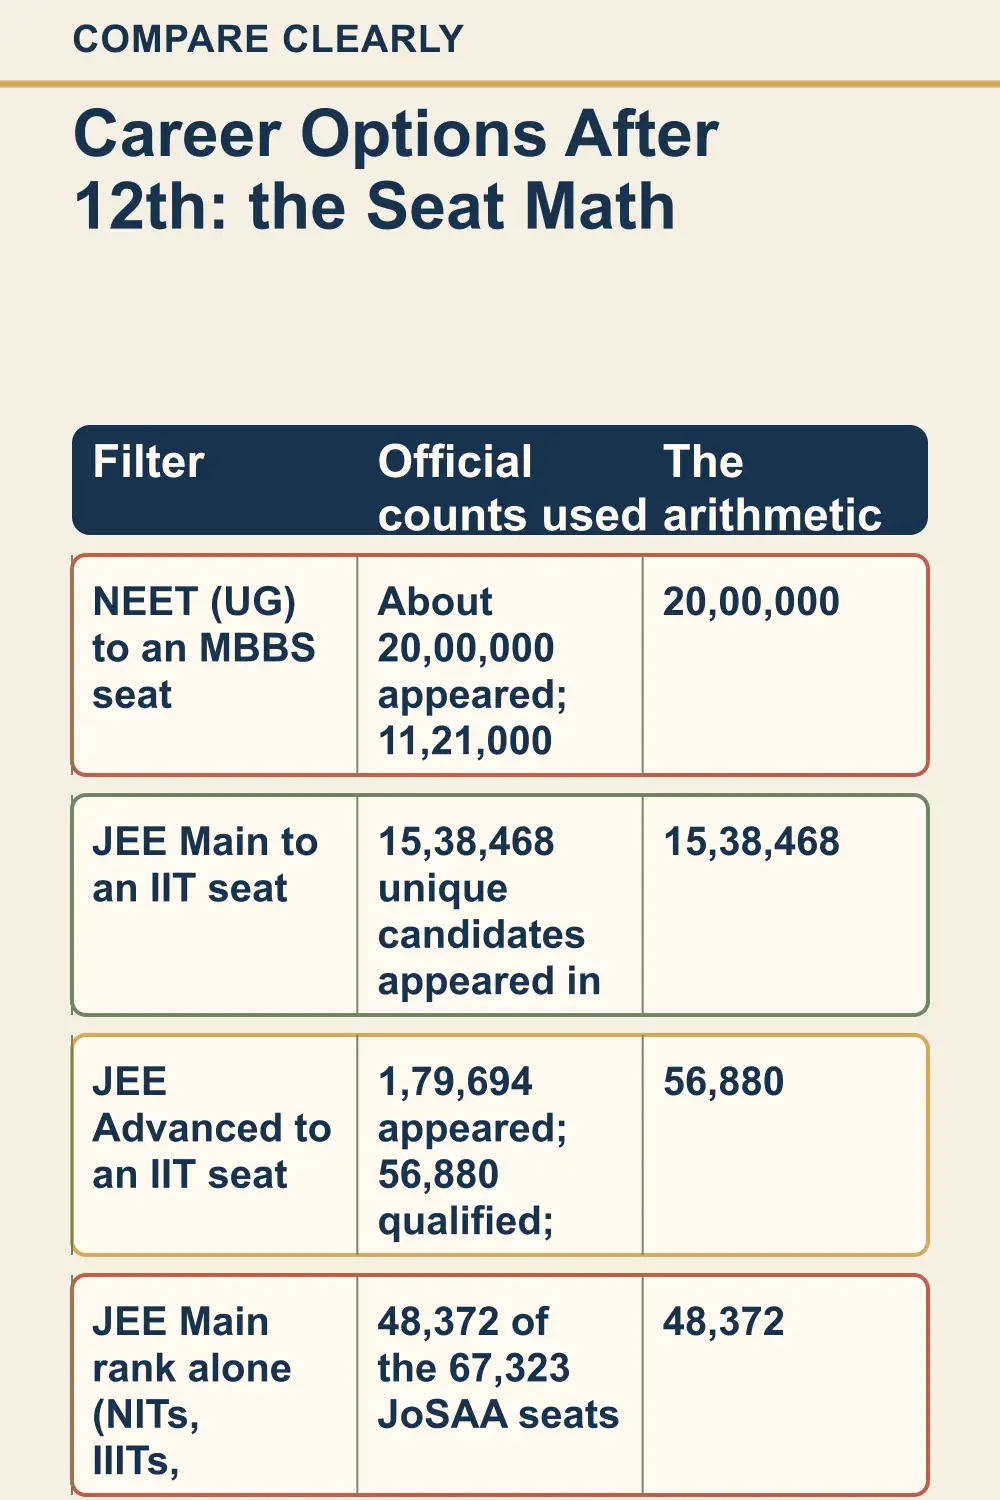 COMPARE CLEARLY
Career Options After
12th: the Seat Math
Filter
Official
counts used
The
arithmetic
NEET (UG)
to an MBBS
seat
About
20,00,000
appeared;
11,21,000
20,00,000
JEE Main to
an IIT seat
15,38,468
unique
candidates
appeared in
15,38,468
JEE
Advanced to
an IIT seat
1,79,694
appeared;
56,880
qualified;
56,880
JEE Main
rank alone
(NITs,
IIITs,
48,372 of
the 67,323
JoSAA seats
48,372